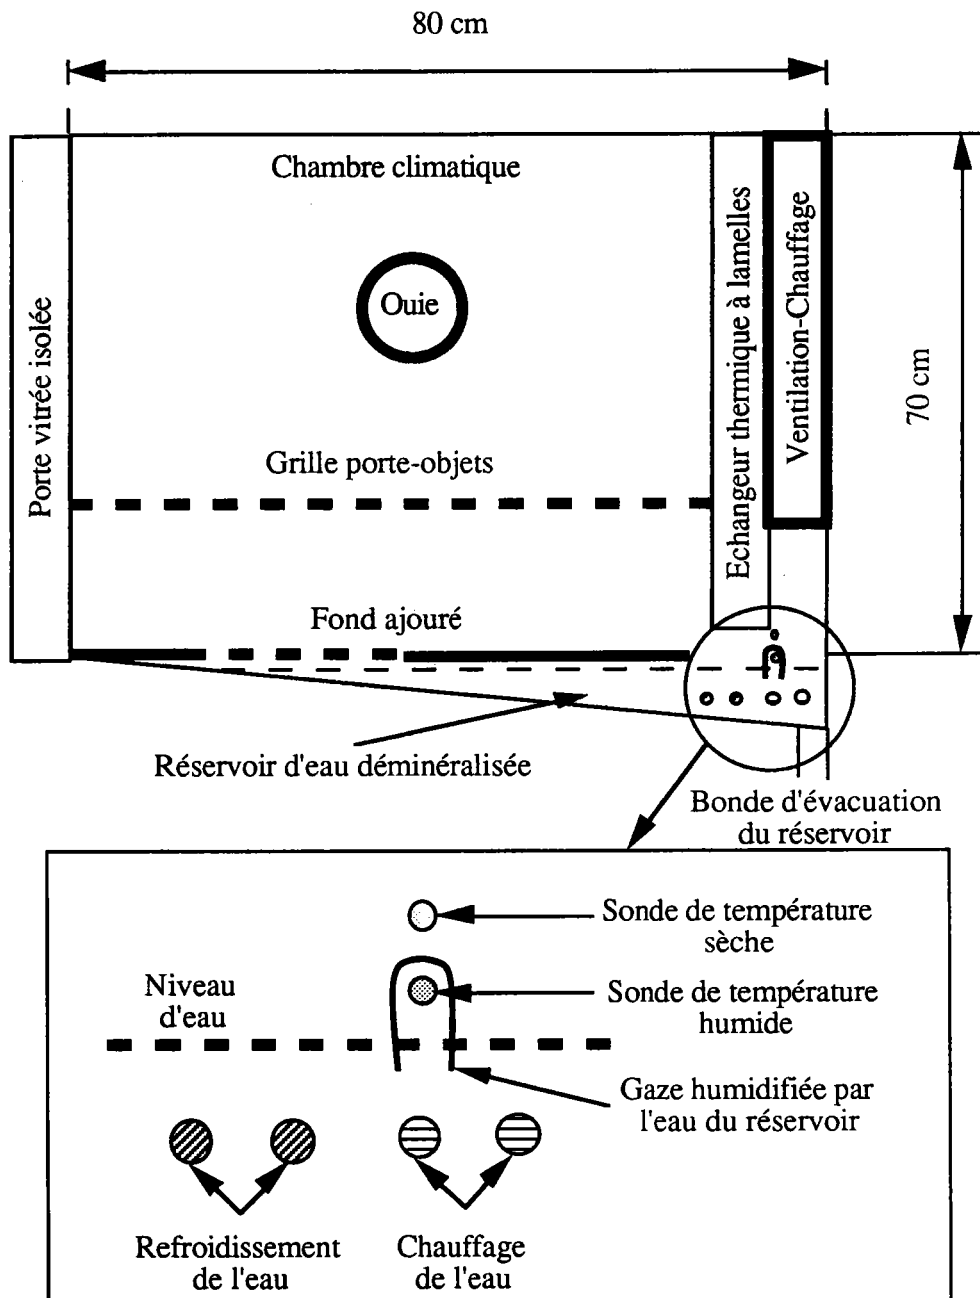 80 cm
Chambre climatique
Ouie
Porte vitrée isolée
Echangeur thermique à lamelles
Ventilation-Chauffage
70 cm
Grille porte-objets
Fond ajouré
Réservoir d'eau déminéralisée
Bonde d'évacuation
du réservoir
Sonde de température
sèche
Niveau
d'eau
Sonde de température
humide
Gaze humidifiée par
l'eau du réservoir
Refroidissement
de l'eau
Chauffage
de l'eau